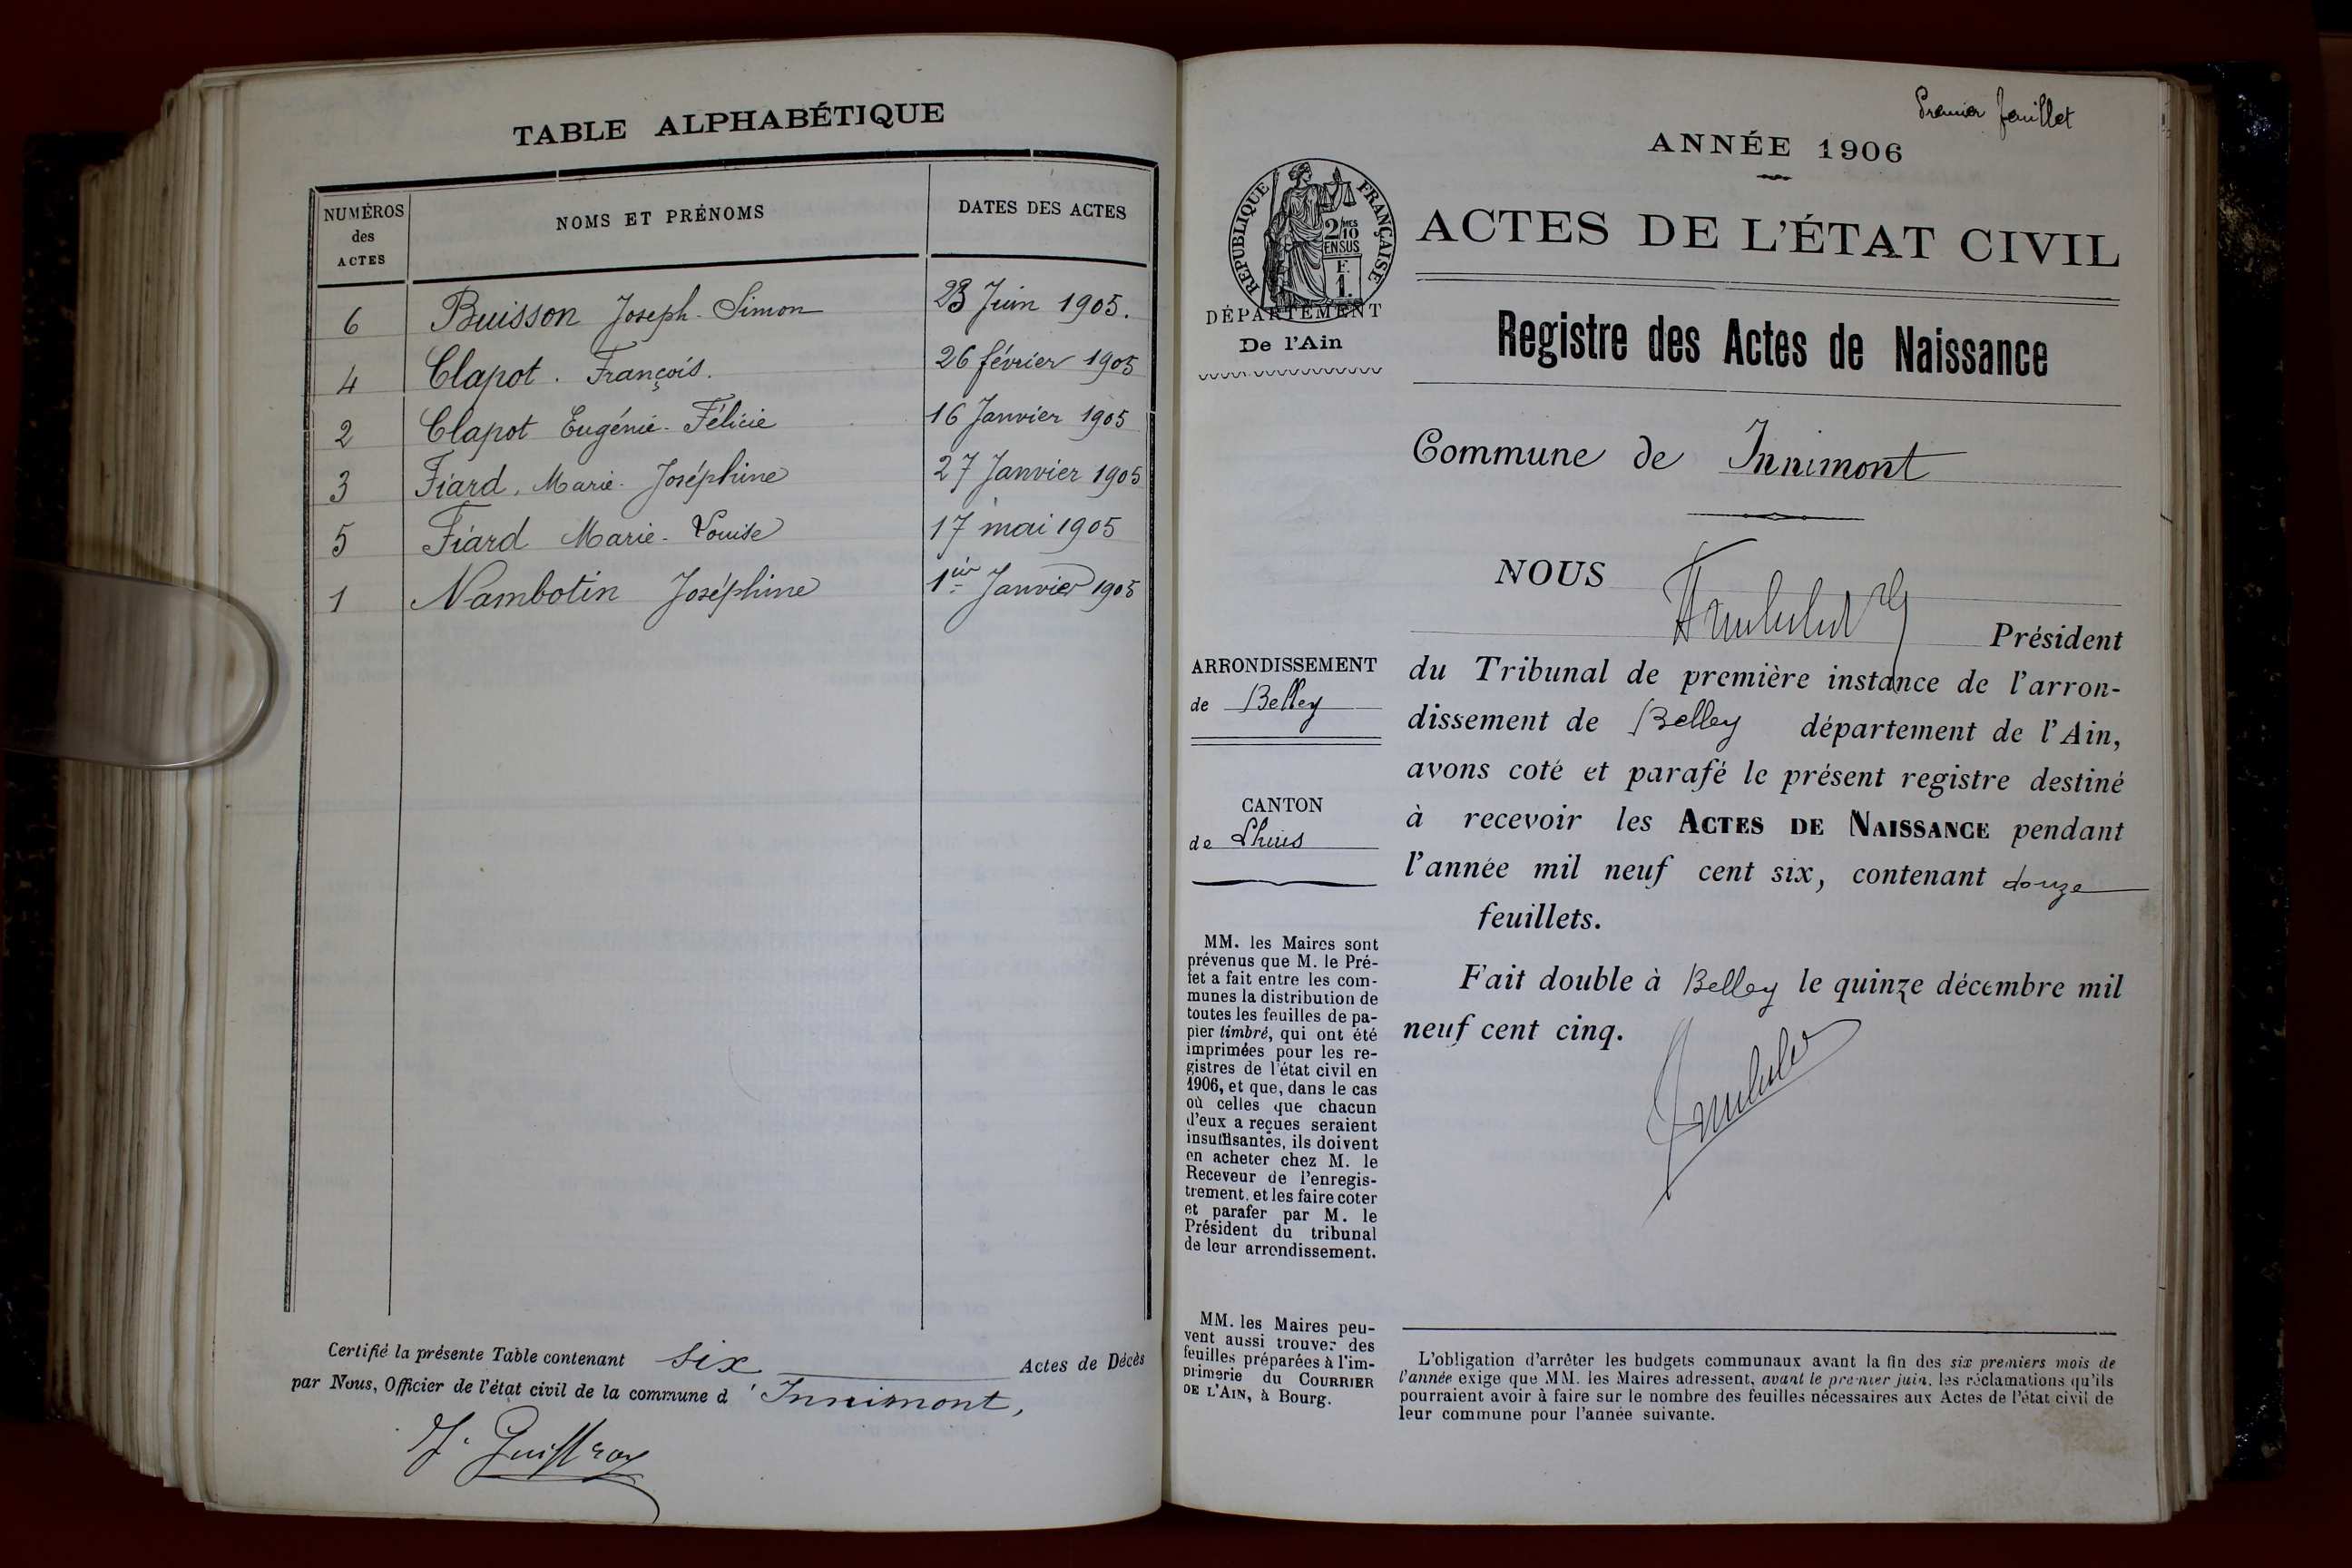 TABLE ALPHABÉTIQUE
NUMÉROS des ACTES
NOMS ET PRÉNOMS
DATES DES ACTES
6 Buisson Joseph-Simon 23 Juin 1905.
4 Clapot. François. 26 février 1905
2 Clapot Eugénie-Félicie 16 Janvier 1905
3 Fiard, Marie-Joséphine 27 Janvier 1905
5 Fiard Marie-Louise 17 mai 1905
1 Nambotin Joséphine 1ier Janvier 1905
Certifié la présente Table contenant six Actes de Décès
par Nous, Officier de l'état civil de la commune d'Innimont,
Premier feuillet
ANNÉE 1906
RÉPUBLIQUE FRANÇAISE
2/10MES
EN SUS
F.
1.
DÉPARTEMENT
De l'Ain
ACTES DE L'ÉTAT CIVIL
Registre des Actes de Naissance
Commune de Innimont
NOUS
Président
du Tribunal de première instance de l'arron-
dissement de Belley département de l'Ain,
avons coté et parafé le présent registre destiné
à recevoir les ACTES DE NAISSANCE pendant
l'année mil neuf cent six, contenant douze
feuillets.
Fait double à Belley le quinze décembre mil
neuf cent cinq.
ARRONDISSEMENT
de Belley
CANTON
de Lhuis
MM. les Maires sont
prévenus que M. le Pré-
fet a fait entre les com-
munes la distribution de
toutes les feuilles de pa-
pier timbré, qui ont été
imprimées pour les re-
gistres de l'état civil en
1906, et que, dans le cas
où celles que chacun
d'eux a reçues seraient
insuffisantes, ils doivent
en acheter chez M. le
Receveur de l'enregis-
trement, et les faire coter
et parafer par M. le
Président du tribunal
de leur arrondissement.
MM. les Maires peu-
vent aussi trouver des
feuilles préparées à l'im-
primerie du COURRIER
DE L'AIN, à Bourg.
L'obligation d'arrêter les budgets communaux avant la fin des six premiers mois de
l'année exige que MM. les Maires adressent, avant le premier juin, les réclamations qu'ils
pourraient avoir à faire sur le nombre des feuilles nécessaires aux Actes de l'état civil de
leur commune pour l'année suivante.